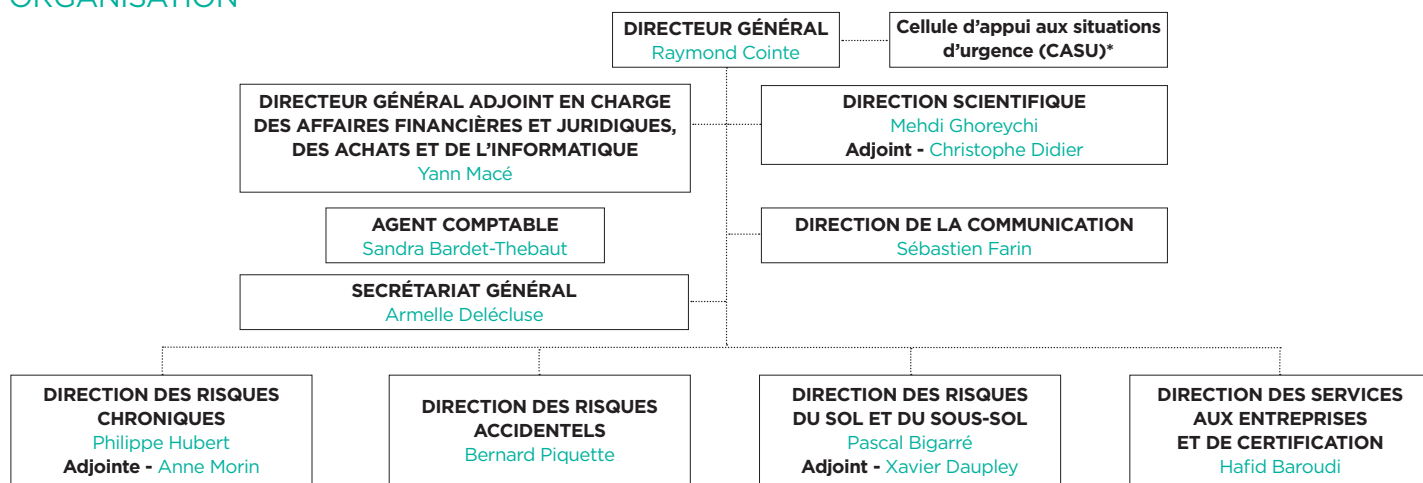 ORGANISATION
DIRECTEUR GÉNÉRAL
Raymond Cointe
Cellule d'appui aux situations
d'urgence (CASU)*
DIRECTEUR GÉNÉRAL ADJOINT EN CHARGE
DES AFFAIRES FINANCIÈRES ET JURIDIQUES,
DES ACHATS ET DE L'INFORMATIQUE
Yann Macé
DIRECTION SCIENTIFIQUE
Mehdi Ghoreychi
Adjoint - Christophe Didier
AGENT COMPTABLE
Sandra Bardet-Thebaut
DIRECTION DE LA COMMUNICATION
Sébastien Farin
SECRÉTARIAT GÉNÉRAL
Armelle Delécluse
DIRECTION DES RISQUES
CHRONIQUES
Philippe Hubert
Adjointe - Anne Morin
DIRECTION DES RISQUES
ACCIDENTELS
Bernard Piquette
DIRECTION DES RISQUES
DU SOL ET DU SOUS-SOL
Pascal Bigarré
Adjoint - Xavier Daupley
DIRECTION DES SERVICES
AUX ENTREPRISES
ET DE CERTIFICATION
Hafid Baroudi